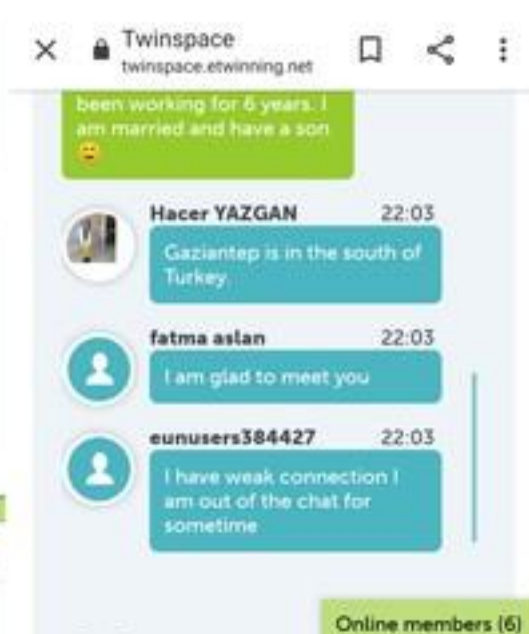 Twinspace
twinspace.etwinning.net
been working for 6 years. I
am married and have a son
Hacer YAZGAN 22:03
Gaziantep is in the south of
Turkey.
fatma aslan 22:03
I am glad to meet you
eunusers384427 22:03
I have weak connection I
am out of the chat for
sometime
Online members (6)